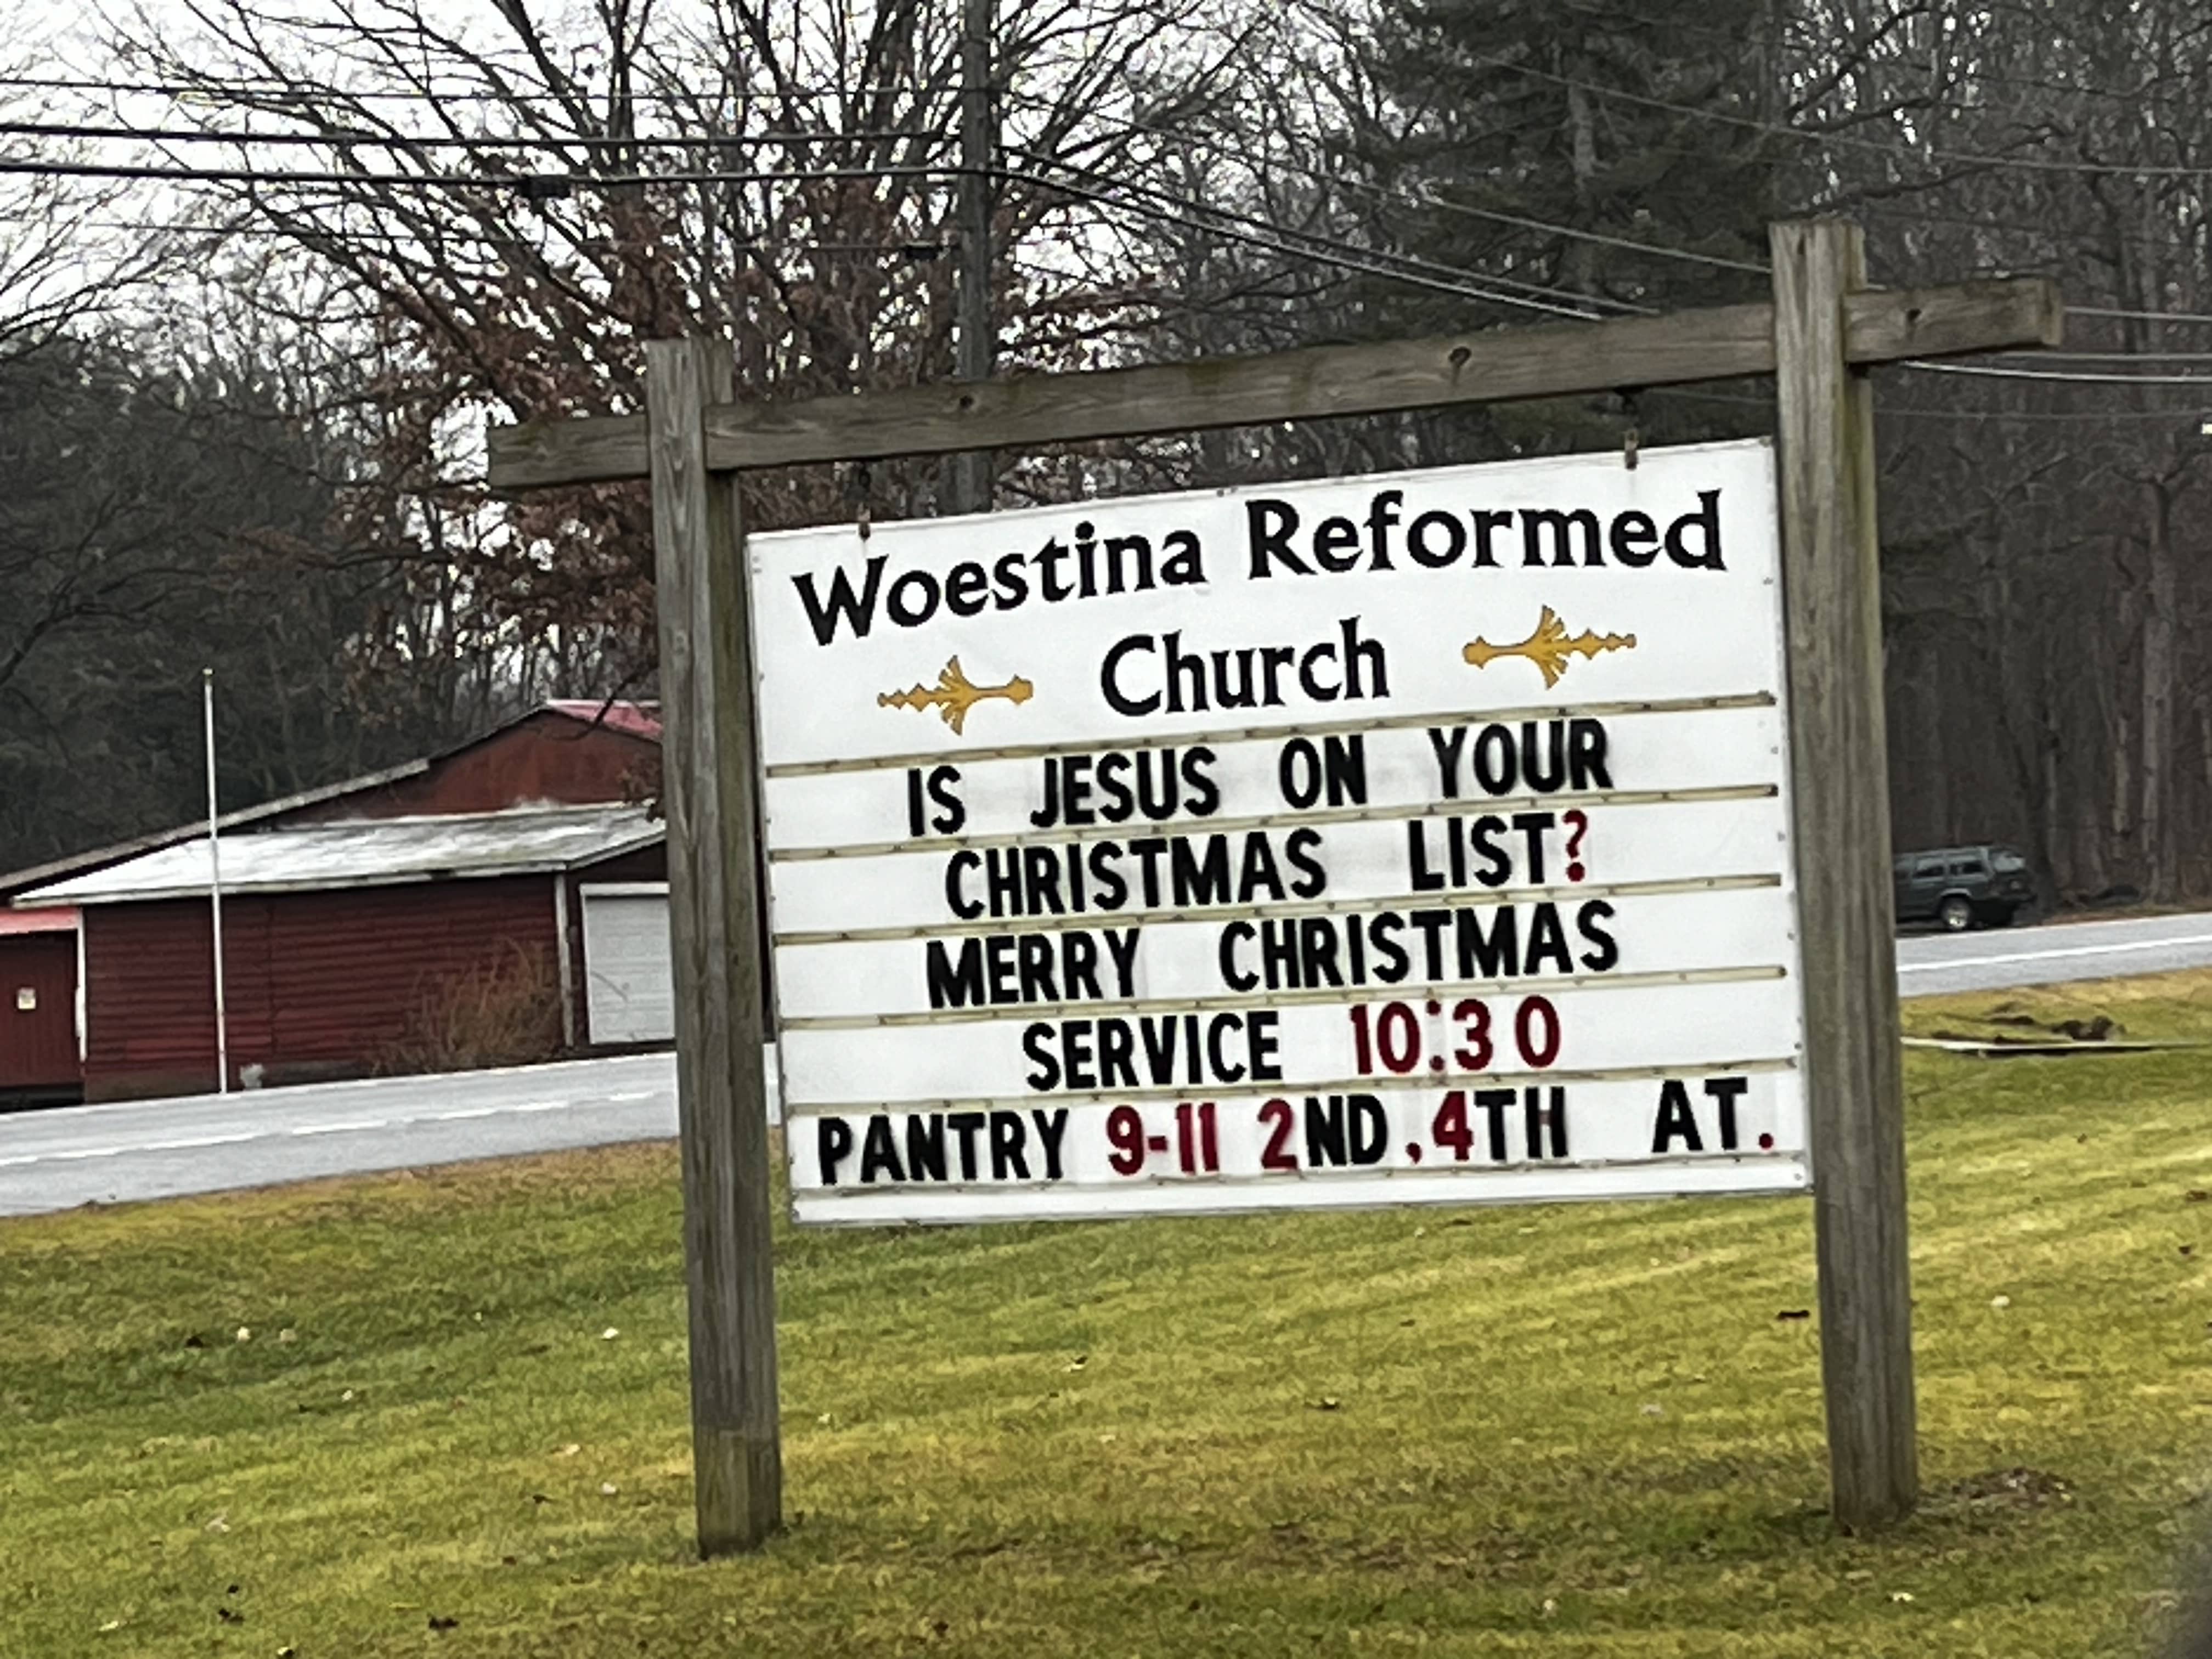 Woestina Reformed
Church
IS JESUS ON YOUR
CHRISTMAS LIST?
MERRY CHRISTMAS
SERVICE 10:30
PANTRY 9-11 2ND.4TH AT.